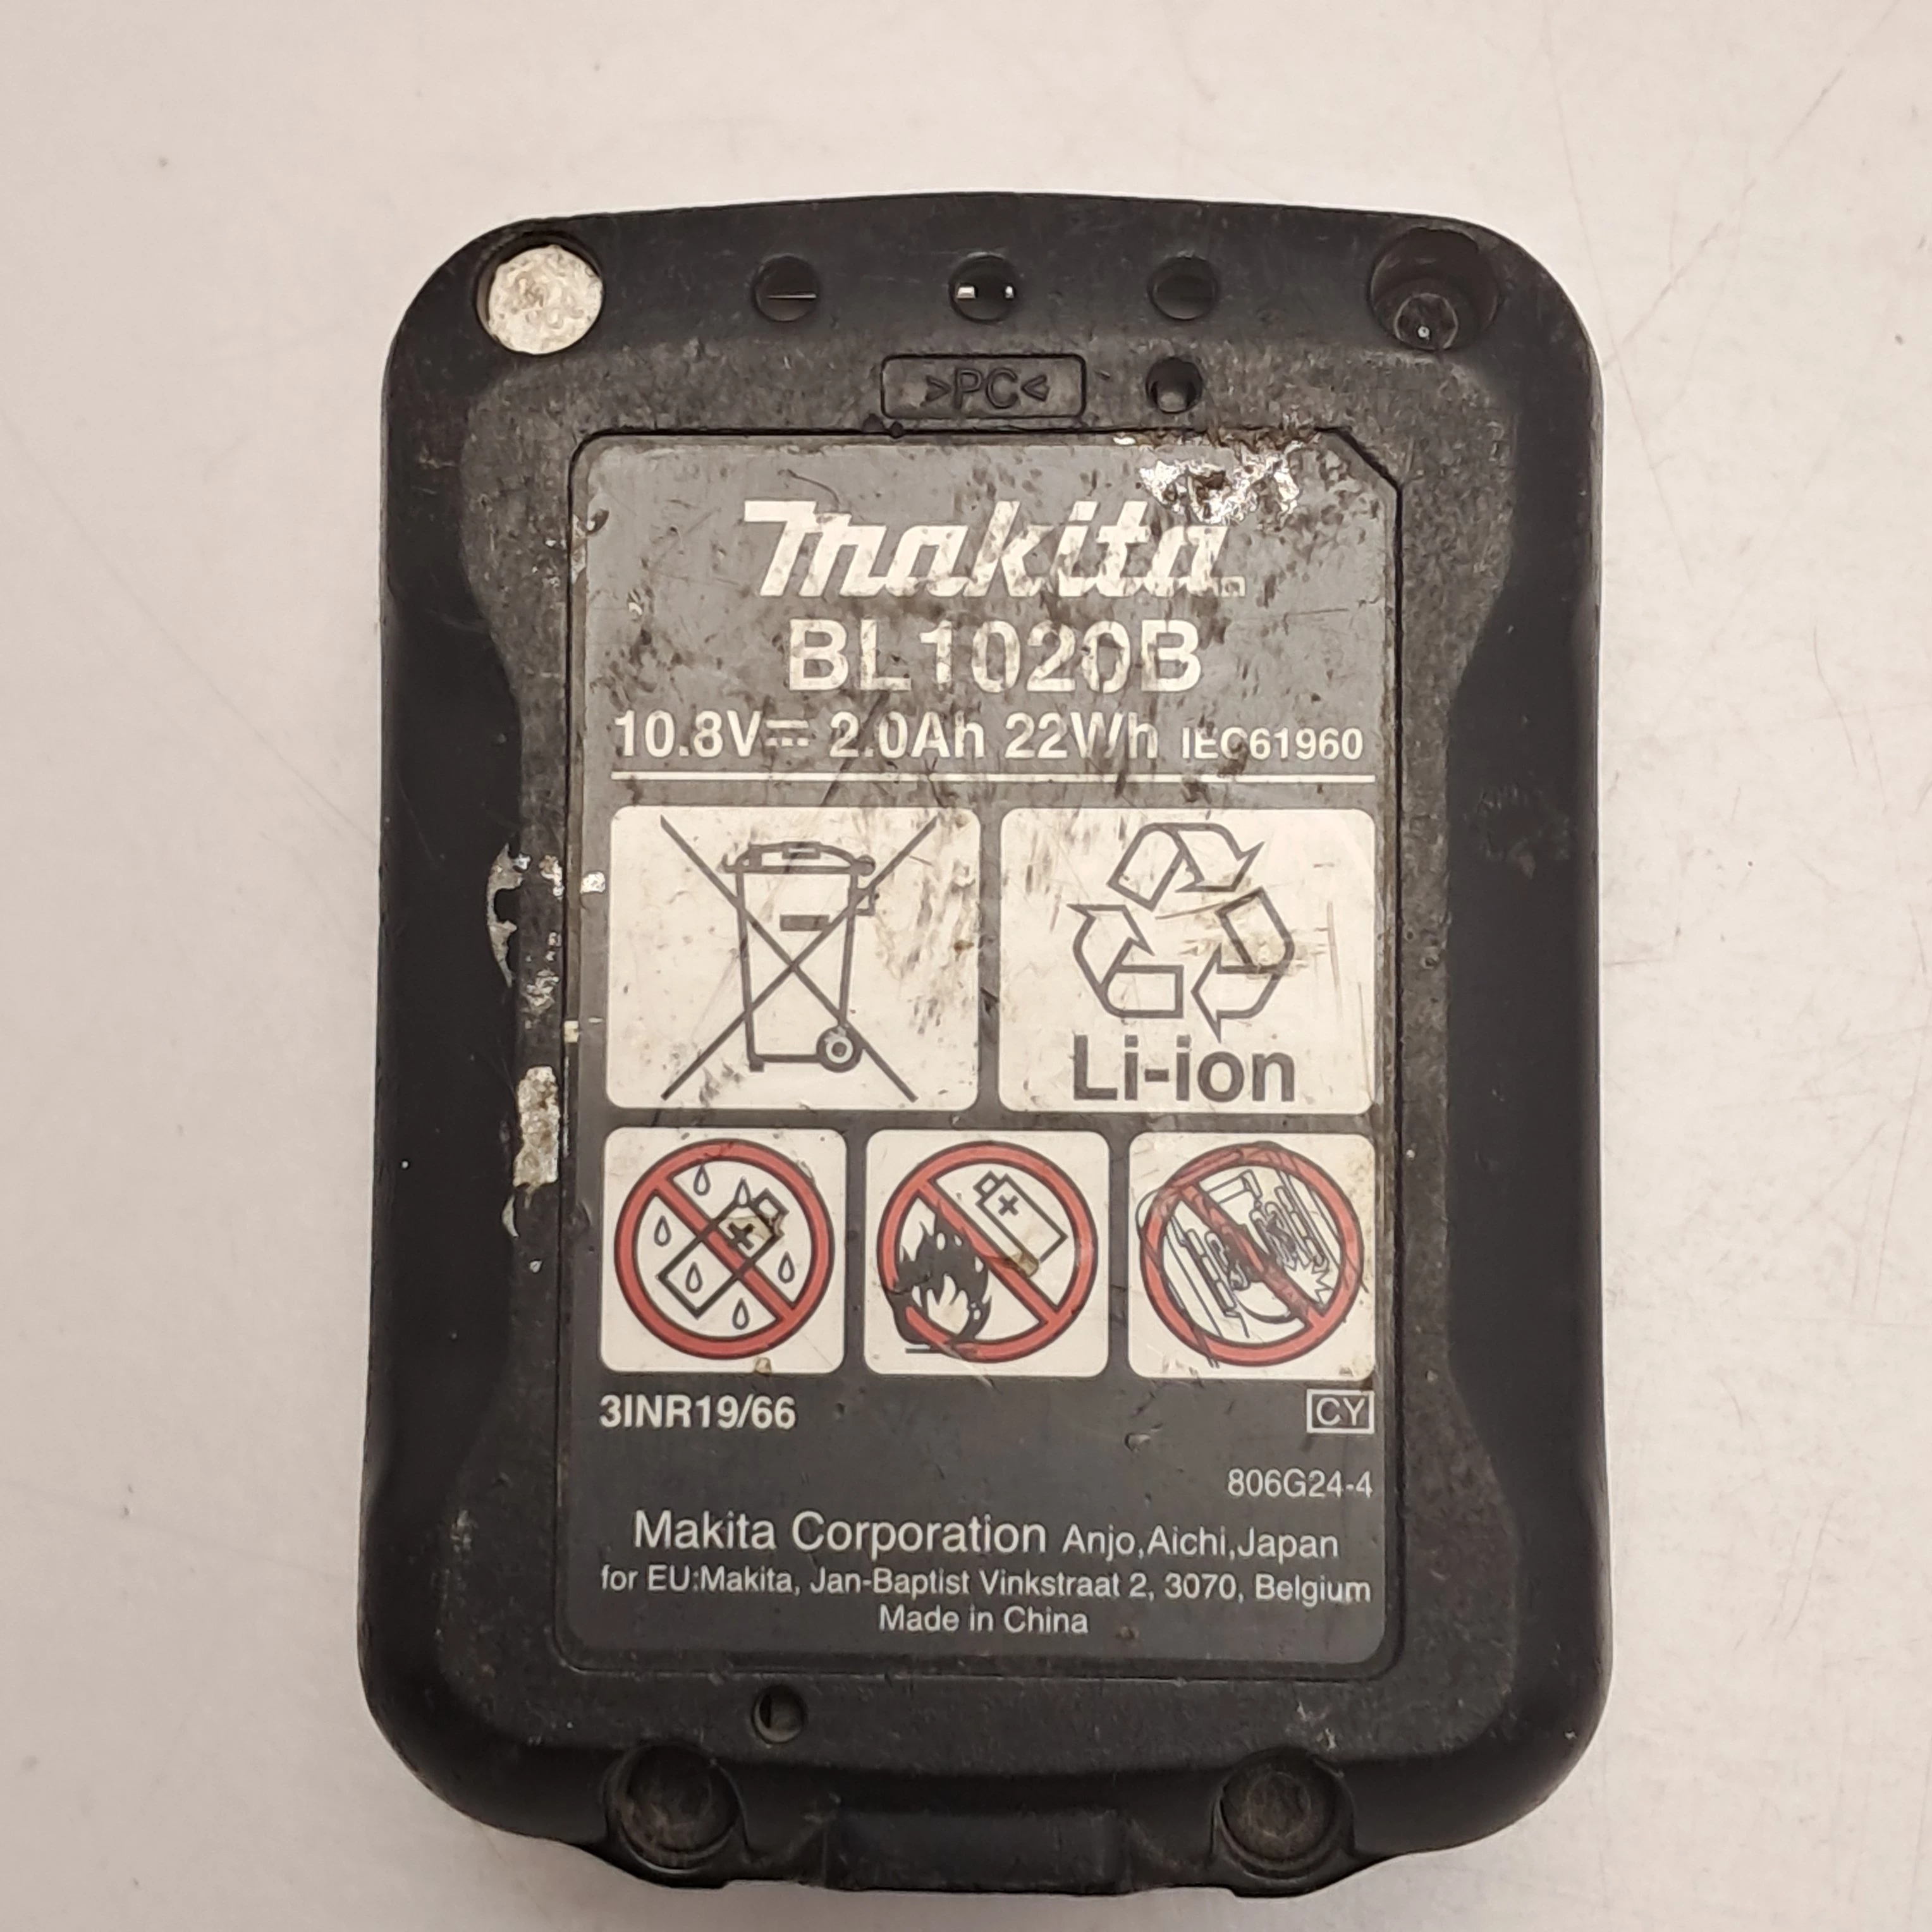 >PC<
makita
BL1020B
10.8V⎓ 2.0Ah 22Wh IEC61960
Li-ion
3INR19/66
CY
806G24-4
Makita Corporation Anjo,Aichi,Japan
for EU:Makita, Jan-Baptist Vinkstraat 2, 3070, Belgium
Made in China